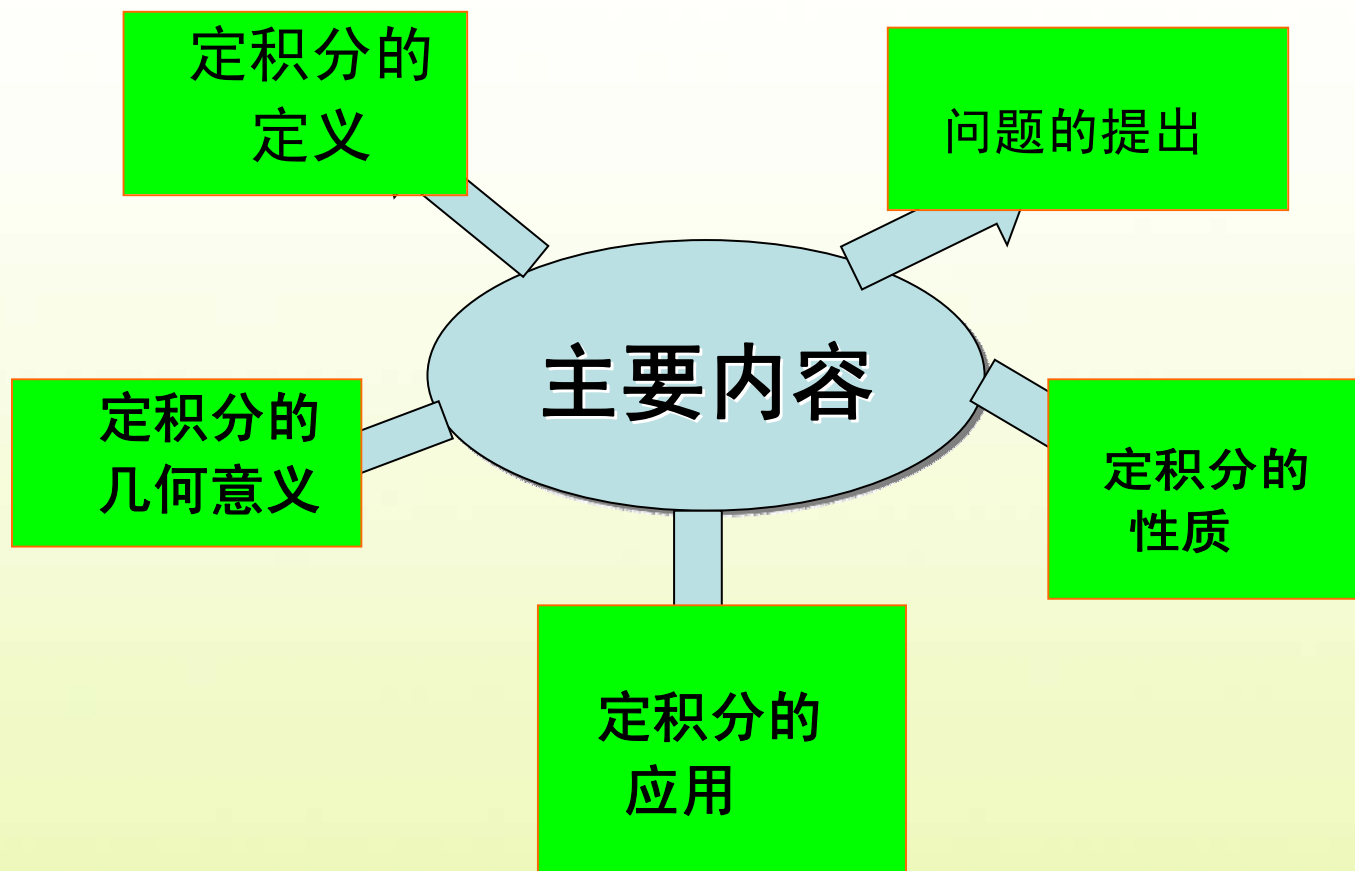 定积分的
定义
问题的提出
主要内容
定积分的
几何意义
定积分的
性质
定积分的
应用